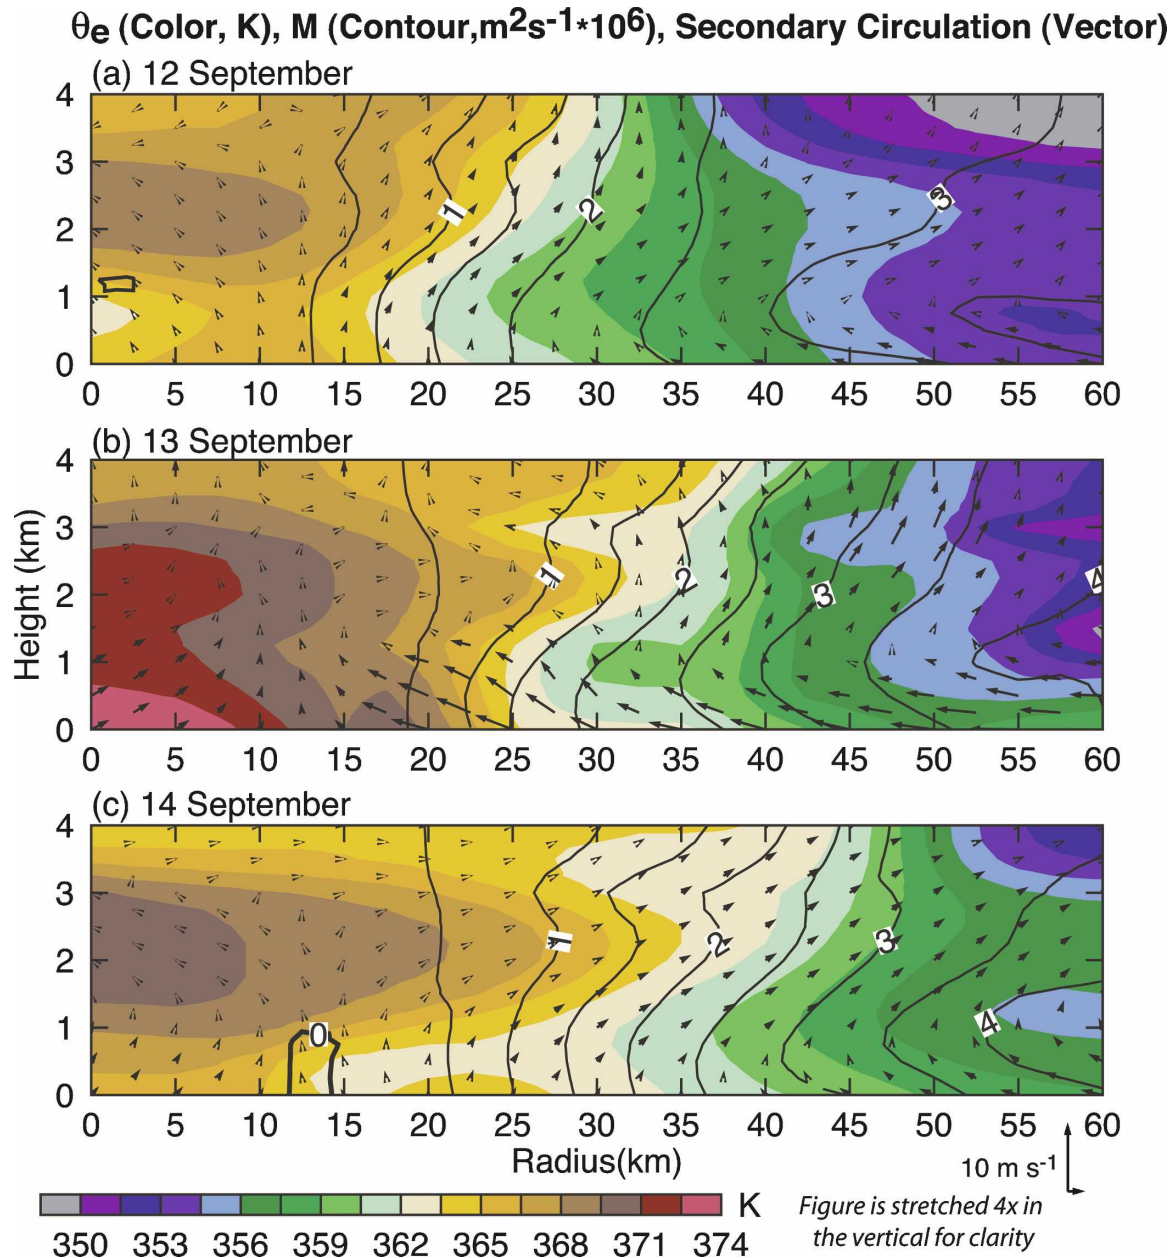 θe (Color, K), M (Contour,m2s-1*106), Secondary Circulation (Vector)
(a) 12 September
4
3
2
1
0
1
2
3
0 5 10 15 20 25 30 35 40 45 50 55 60
(b) 13 September
4
3
2
1
0
1
2
3
4
0 5 10 15 20 25 30 35 40 45 50 55 60
Height (km)
(c) 14 September
4
3
2
1
0
0
1
2
3
4
0 5 10 15 20 25 30 35 40 45 50 55 60
Radius(km)
10 m s-1
K
350 353 356 359 362 365 368 371 374
Figure is stretched 4x in
the vertical for clarity